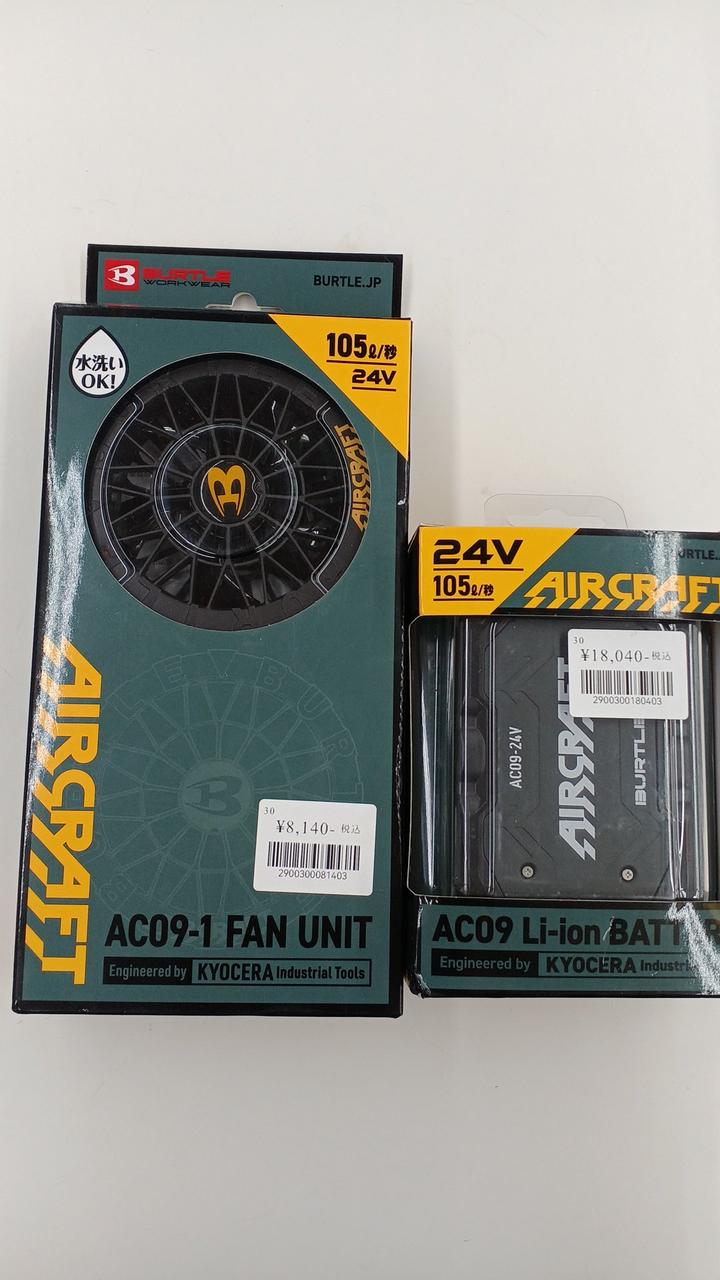 BURTLE
WORKWEAR
BURTLE.JP
水洗い
OK!
105ℓ/秒
24V
B
AIRCRAFT
AIRCRAFT
30
¥8,140-税込
2900300081403
AC09-1 FAN UNIT
Engineered by KYOCERA Industrial Tools
24V
105ℓ/秒
AIRCRAFT
30
¥18,040-税込
2900300180403
AC09-24V
AIRCRAFT
BURTLE
AC09 Li-ion
Engineered by KYOCERA